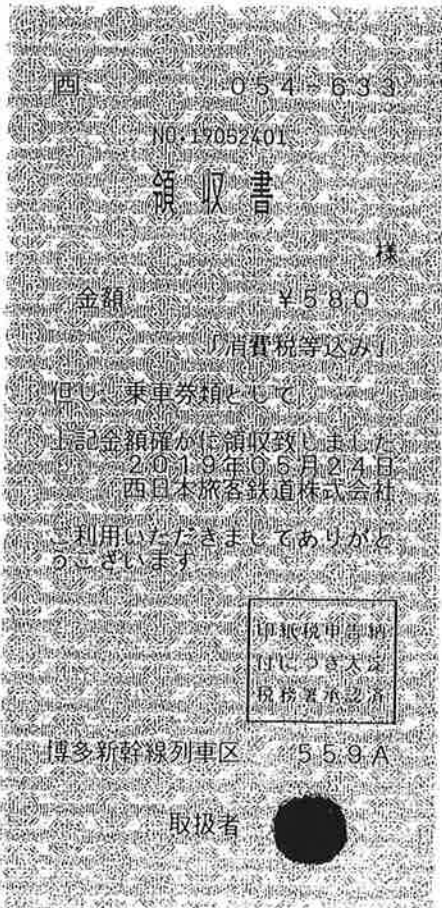 西 054-633
NO.19052401
領収書
様
金額 ¥580
「消費税等込み」
但し、乗車券類として
上記金額確かに領収致しました
2019年05月24日
西日本旅客鉄道株式会社
ご利用いただきましてありがと
うございます
印紙税申告納
付につき大淀
税務署承認済
博多新幹線列車区 559A
取扱者